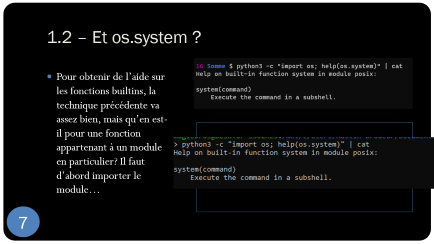 1.2 – Et os.system ?
Pour obtenir de l'aide sur
les fonctions builtins, la
technique précédente va
assez bien, mais qu'en est-
il pour une fonction
appartenant à un module
en particulier? Il faut
d'abord importer le
module…
16 Somme $ python3 -c "import os; help(os.system)" | cat
Help on built-in function system in module posix:
system(command)
Execute the command in a subshell.
> python3 -c "import os; help(os.system)" | cat
Help on built-in function system in module posix:
system(command)
Execute the command in a subshell.
7